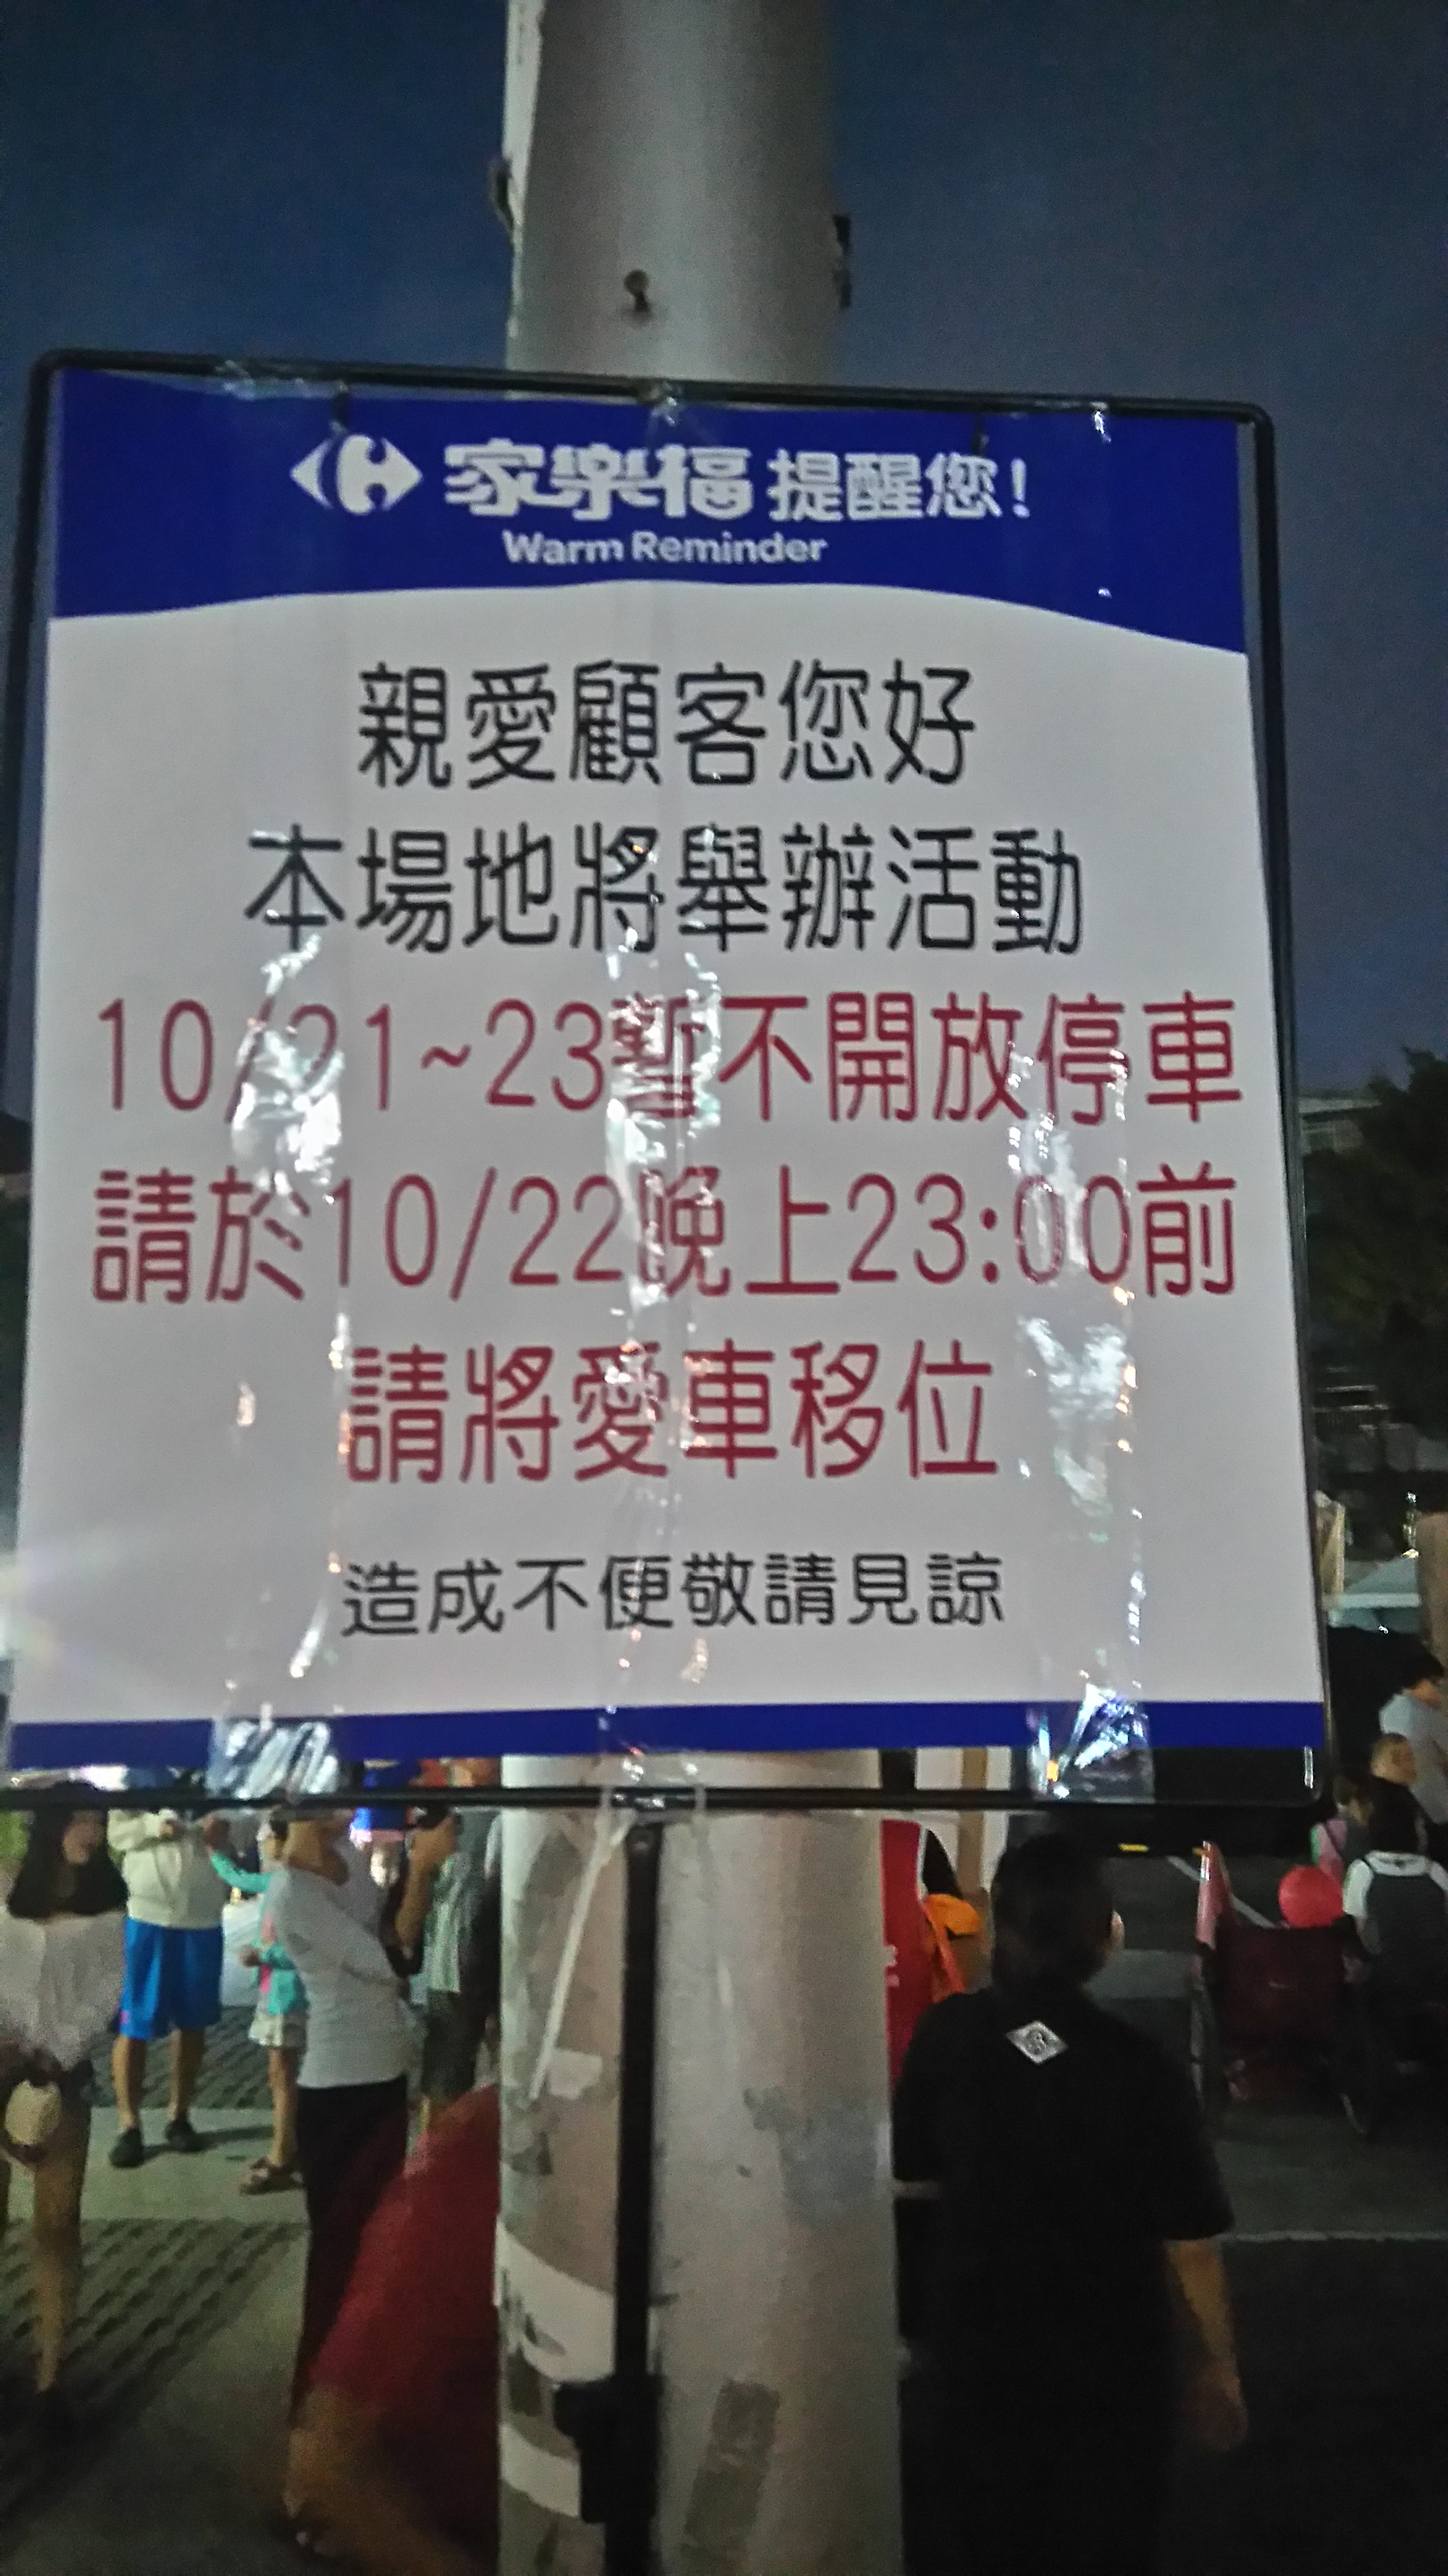 家樂福 提醒您!
Warm Reminder
親愛顧客您好
本場地將舉辦活動
10/21~23暫不開放停車
請於10/22晚上23:00前
請將愛車移位
造成不便敬請見諒